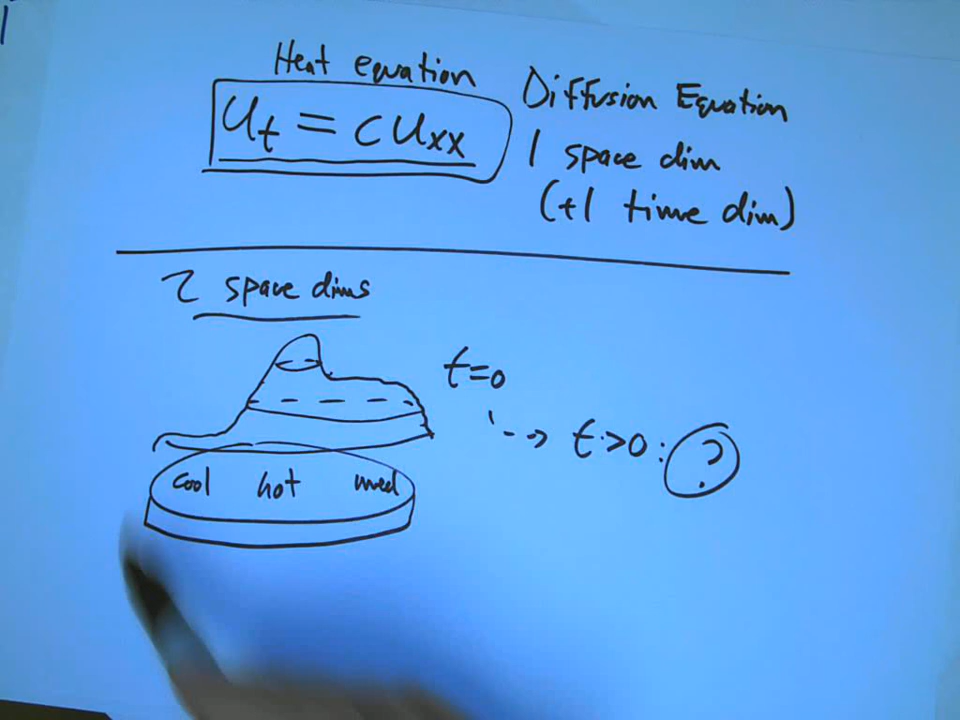 Heat equation
Ut = CUxx
Diffusion Equation
1 space dim
(+1 time dim)
2 space dims
t=0
t>0:?
cool hot med